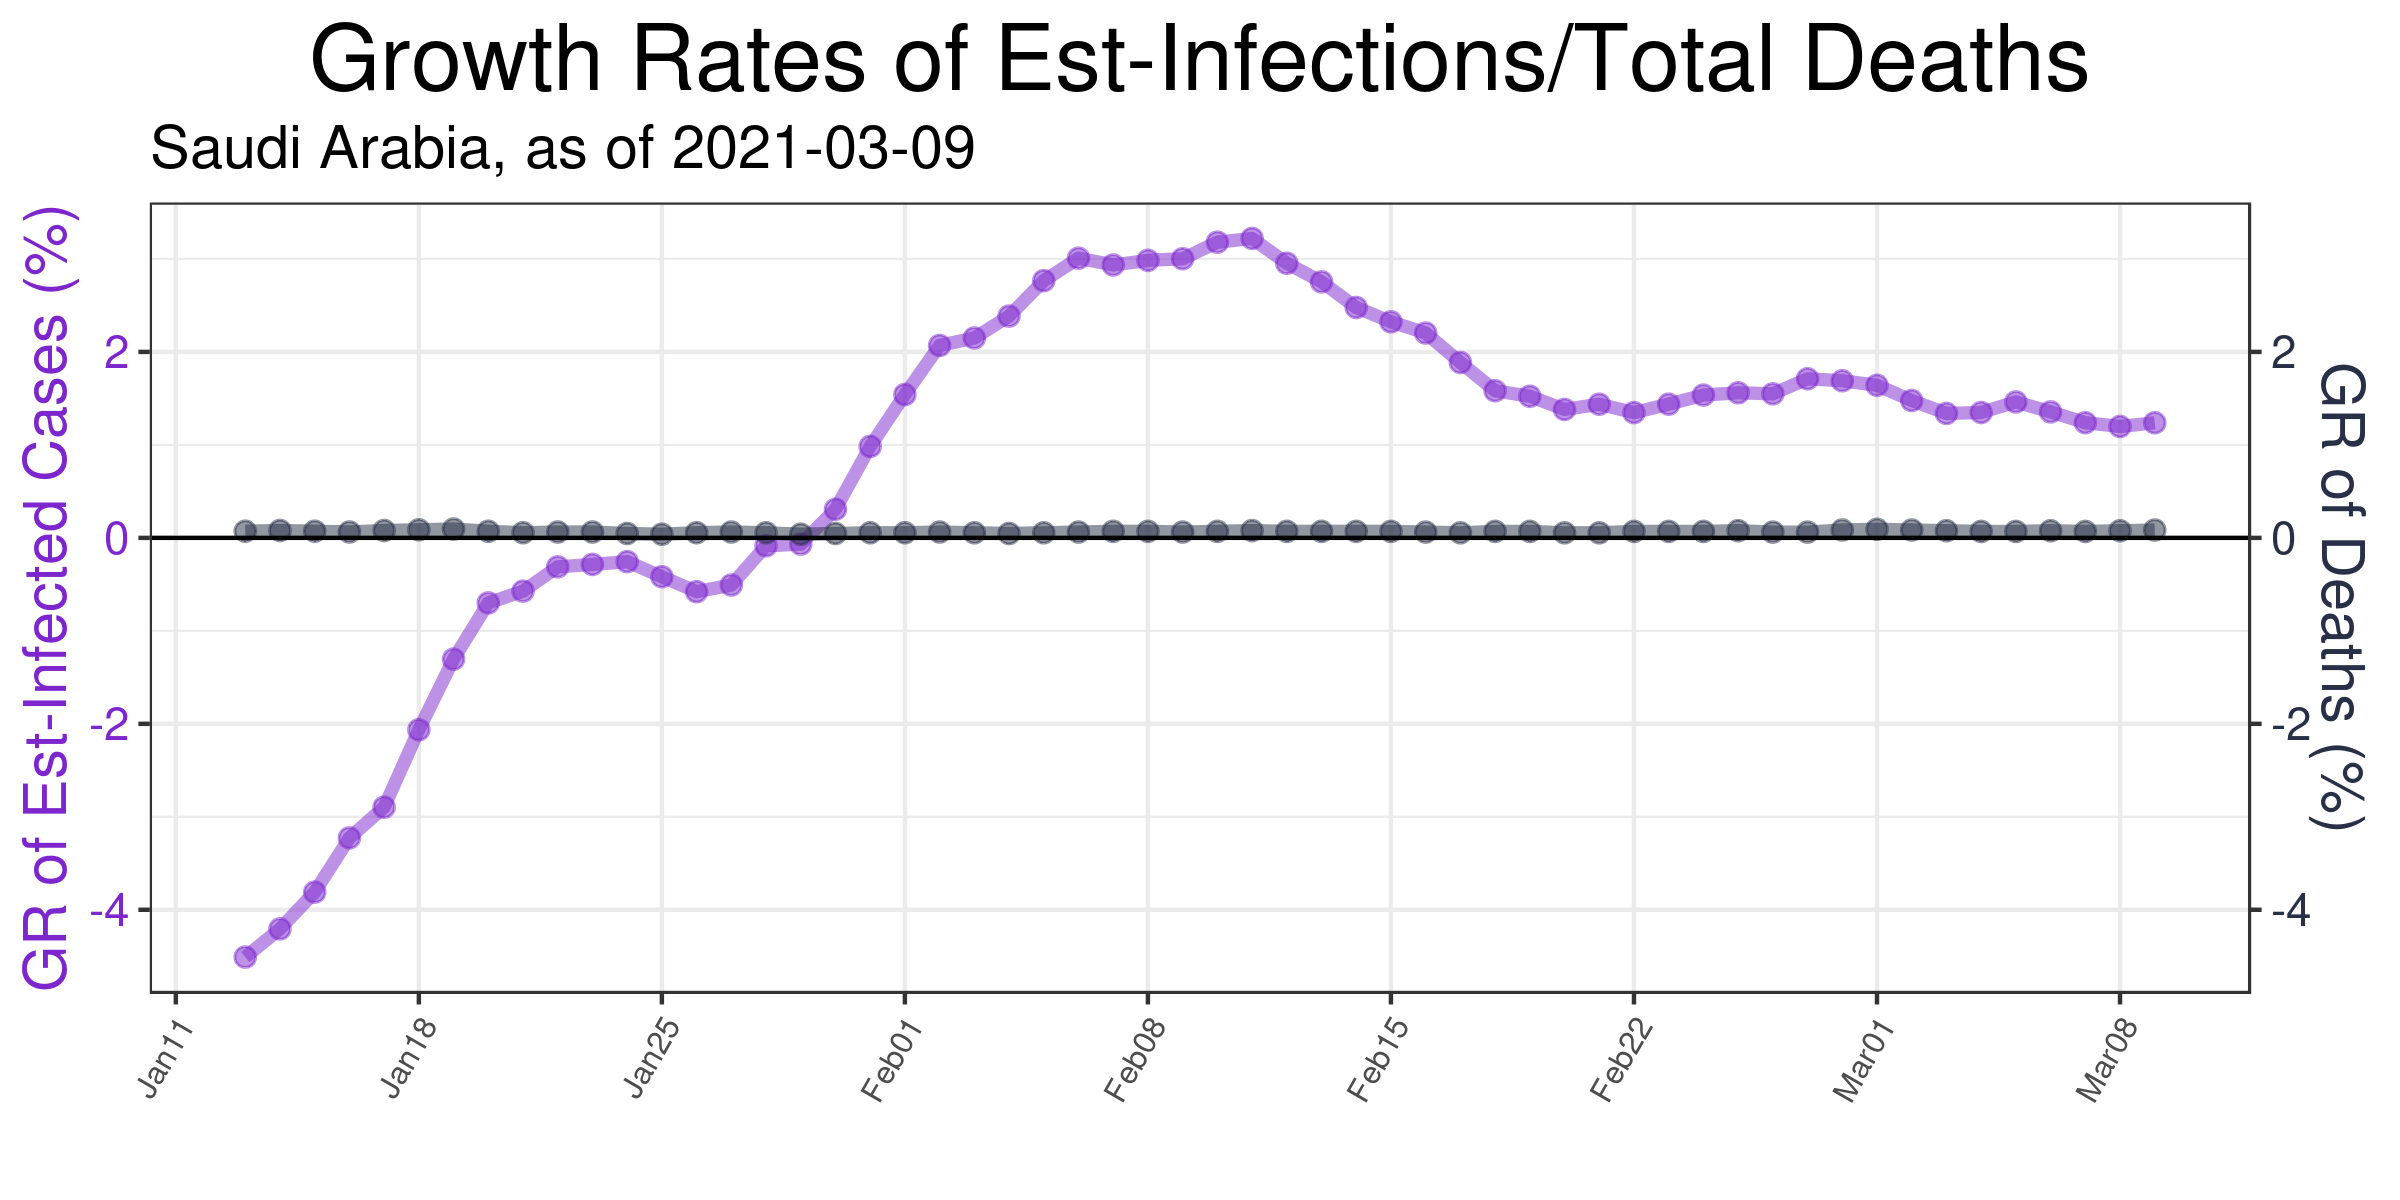 Growth Rates of Est-Infections/Total Deaths
Saudi Arabia, as of 2021-03-09
GR of Est-Infected Cases (%)
2
0
-2
-4
2
0
-2
-4
GR of Deaths (%)
Jan11
Jan18
Jan25
Feb01
Feb08
Feb15
Feb22
Mar01
Mar08